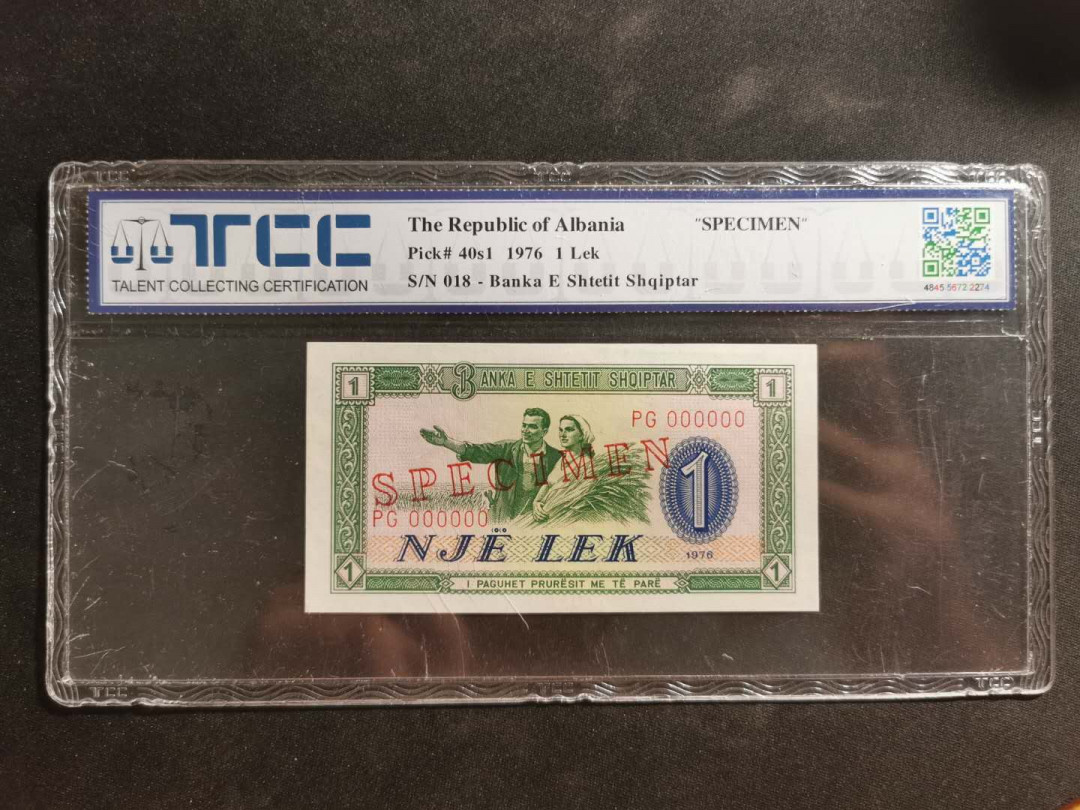 TCC
TALENT COLLECTING CERTIFICATION
The Republic of Albania "SPECIMEN"
Pick# 40s1 1976 1 Lek
S/N 018 - Banka E Shtetit Shqiptar
4845.5672.2274
1 BANKA E SHTETIT SHQIPTAR 1
PG 000000
SPECIMEN
1
PG 000000
NJË LEK
1976
1 I PAGUHET PRURËSIT ME TË PARË 1
TCC TCC